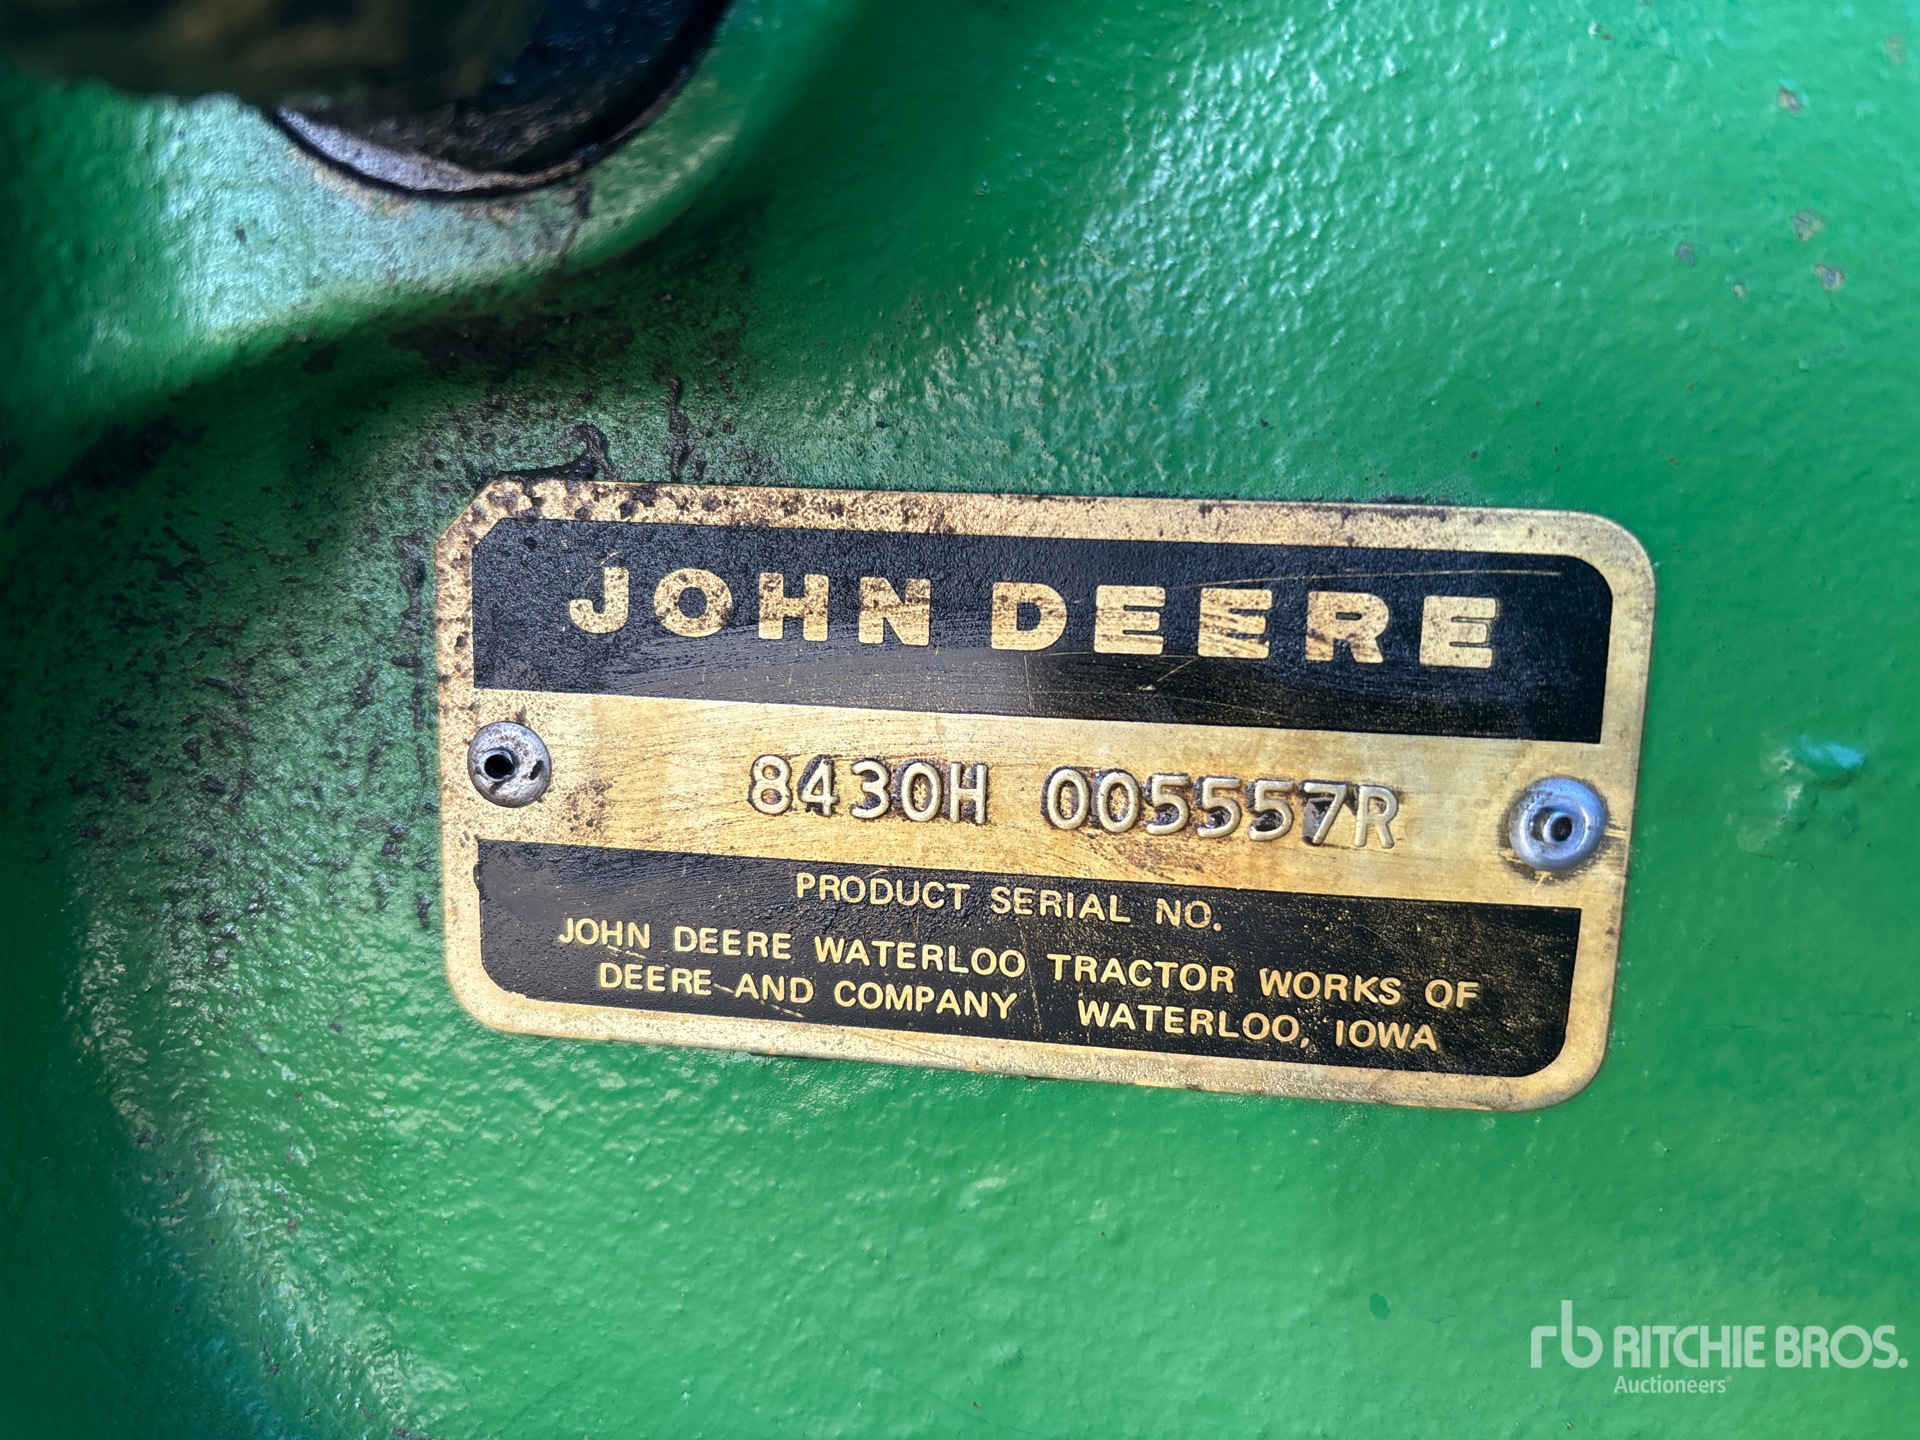 JOHN DEERE
8430H 005557R
PRODUCT SERIAL NO.
JOHN DEERE WATERLOO TRACTOR WORKS OF
DEERE AND COMPANY WATERLOO, IOWA
rb RITCHIE BROS.
Auctioneers